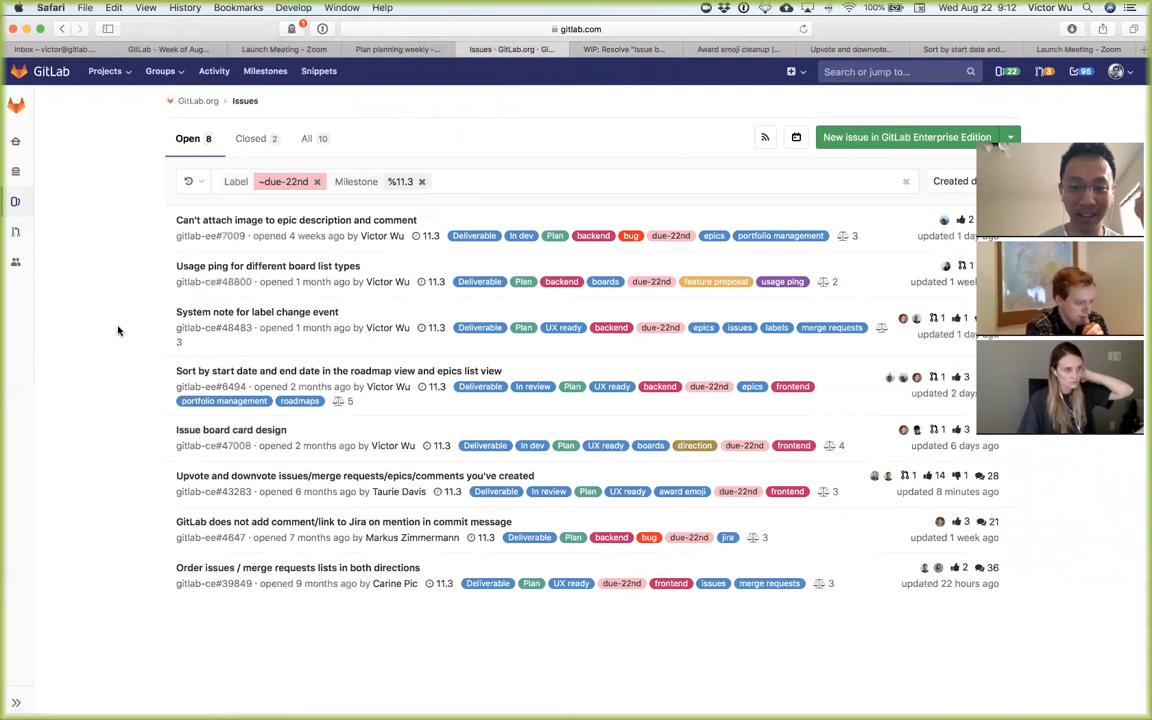 Safari File Edit View History Bookmarks Develop Window Help 100% Wed Aug 22 9:12 Victor Wu
gitlab.com
Inbox – victor@gitlab.... GitLab - Week of Aug... Launch Meeting - Zoom Plan planning weekly -... Issues · GitLab.org · Gi... WIP: Resolve "issue b... Award emoji cleanup (... Upvote and downvote... Sort by start date and... Launch Meeting - Zoom
GitLab Projects Groups Activity Milestones Snippets Search or jump to... 22 3 95
GitLab.org › Issues
Open 8 Closed 2 All 10 New issue in GitLab Enterprise Edition
Label ~due-22nd Milestone %11.3 Created d
Can't attach image to epic description and comment 2
gitlab-ee#7009 · opened 4 weeks ago by Victor Wu 11.3 Deliverable In dev Plan backend bug due-22nd epics portfolio management 3 updated 1 day
Usage ping for different board list types 1
gitlab-ce#48800 · opened 1 month ago by Victor Wu 11.3 Deliverable Plan backend boards due-22nd feature proposal usage ping 2 updated 1 wee
System note for label change event 1 1
gitlab-ce#48483 · opened 1 month ago by Victor Wu 11.3 Deliverable Plan UX ready backend due-22nd epics issues labels merge requests updated 1 day
3
Sort by start date and end date in the roadmap view and epics list view 1 3
gitlab-ee#6494 · opened 2 months ago by Victor Wu 11.3 Deliverable In review Plan UX ready backend due-22nd epics frontend updated 2 days
portfolio management roadmaps 5
Issue board card design 1 3
gitlab-ce#47008 · opened 2 months ago by Victor Wu 11.3 Deliverable In dev Plan UX ready boards direction due-22nd frontend 4 updated 6 days ago
Upvote and downvote issues/merge requests/epics/comments you've created 1 14 1 28
gitlab-ce#43283 · opened 6 months ago by Taurie Davis 11.3 Deliverable In review Plan UX ready award emoji due-22nd frontend 3 updated 8 minutes ago
GitLab does not add comment/link to Jira on mention in commit message 3 21
gitlab-ee#4647 · opened 7 months ago by Markus Zimmermann 11.3 Deliverable Plan backend bug due-22nd jira 3 updated 1 week ago
Order issues / merge requests lists in both directions 2 36
gitlab-ce#39849 · opened 9 months ago by Carine Pic 11.3 Deliverable Plan UX ready due-22nd frontend issues merge requests 3 updated 22 hours ago